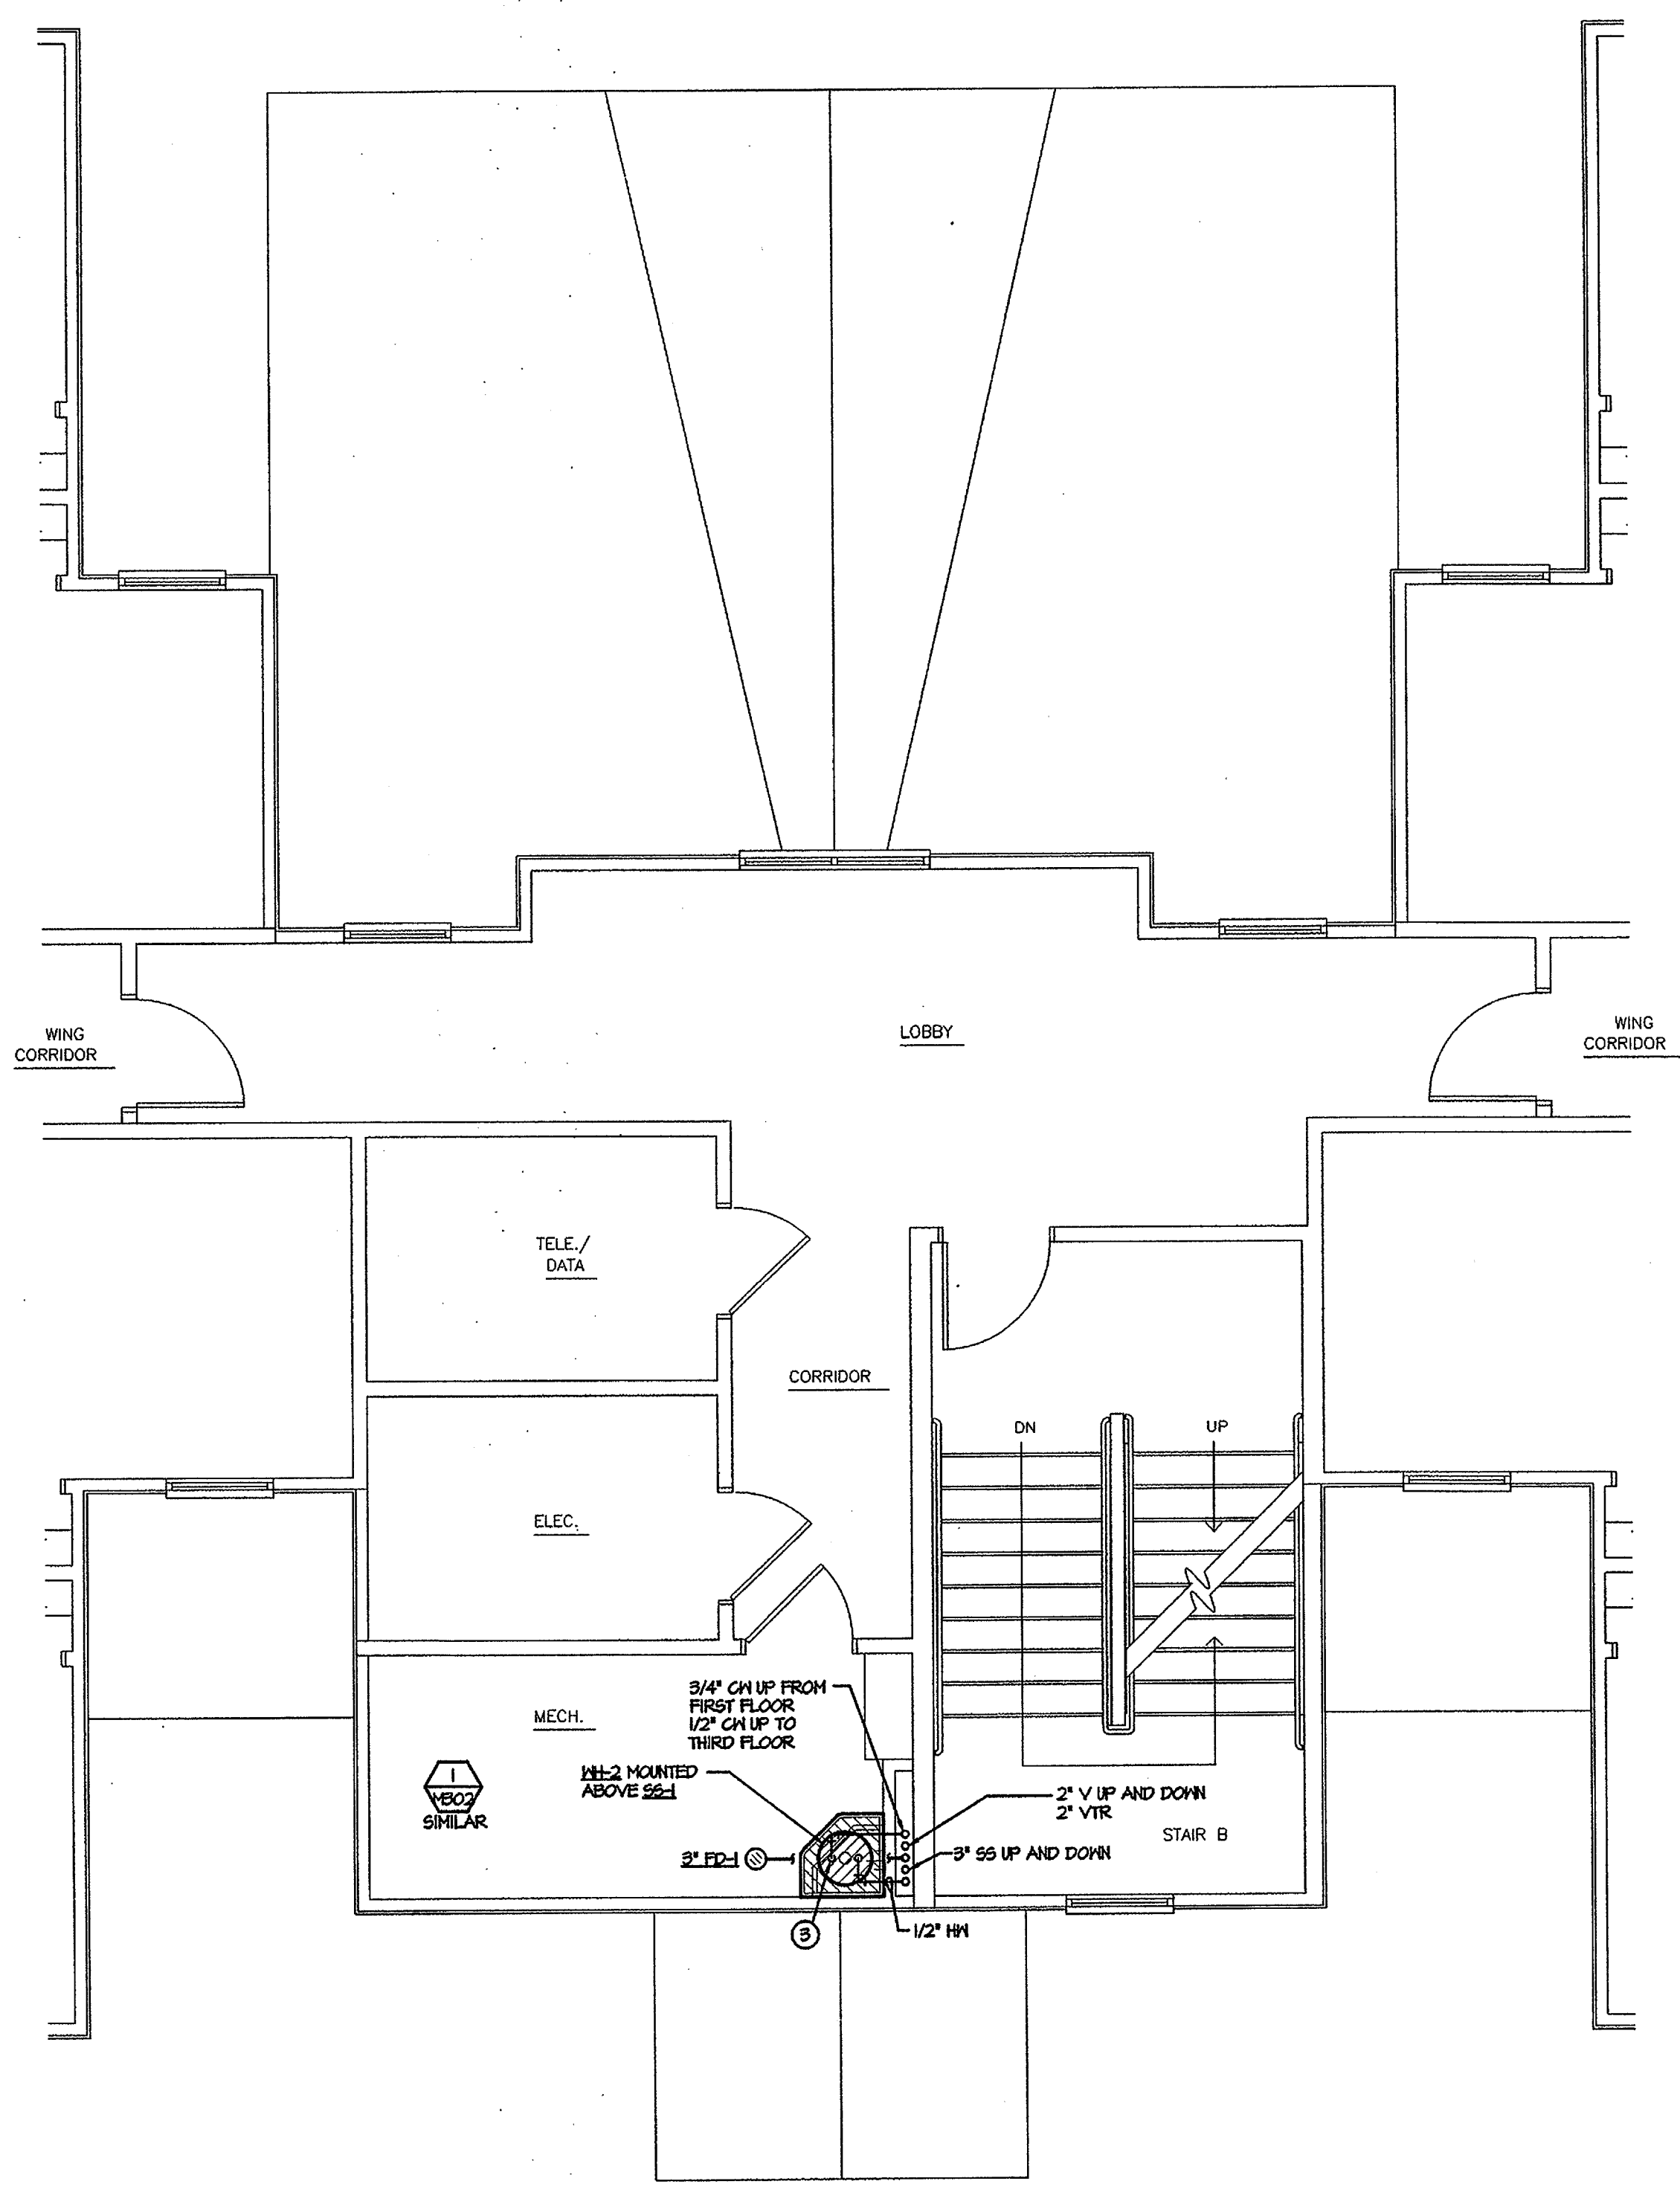 WING
CORRIDOR
LOBBY
WING
CORRIDOR
TELE./
DATA
CORRIDOR
DN
UP
ELEC.
MECH.
3/4" CW UP FROM
FIRST FLOOR
1/2" CW UP TO
THIRD FLOOR
WH-2 MOUNTED
ABOVE SS-1
1
M302
SIMILAR
2" V UP AND DOWN
2" VTR
STAIR B
3" FD-1
3" SS UP AND DOWN
3
1/2" HW